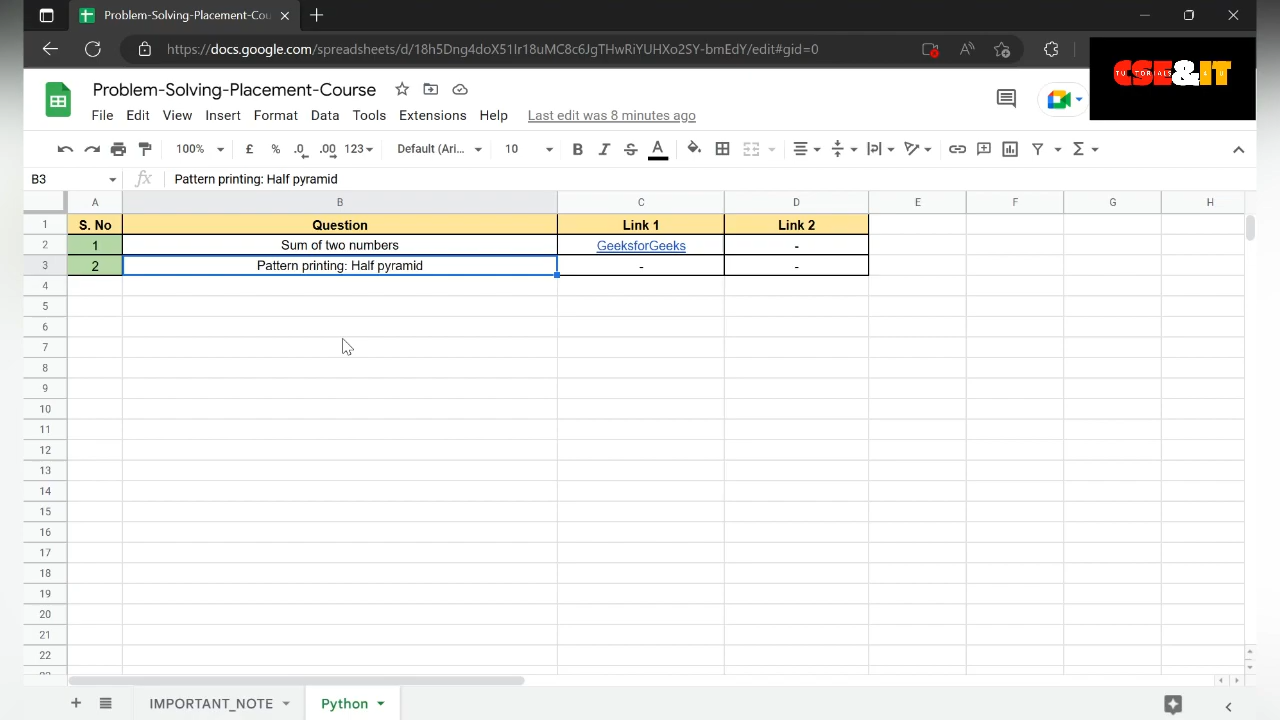 Problem-Solving-Placement-Cou
https://docs.google.com/spreadsheets/d/18h5Dng4doX51lr18uMC8c6JgTHwRiYUHXo2SY-bmEdY/edit#gid=0
CSE&IT
TUTORIALS 4 U
Problem-Solving-Placement-Course
File Edit View Insert Format Data Tools Extensions Help Last edit was 8 minutes ago
100% £ % .0 .00 123 Default (Ari... 10 B I S A
B3 fx Pattern printing: Half pyramid
A B C D E F G H
1 S. No Question Link 1 Link 2
2 1 Sum of two numbers GeeksforGeeks -
3 2 Pattern printing: Half pyramid - -
4
5
6
7
8
9
10
11
12
13
14
15
16
17
18
19
20
21
22
IMPORTANT_NOTE Python